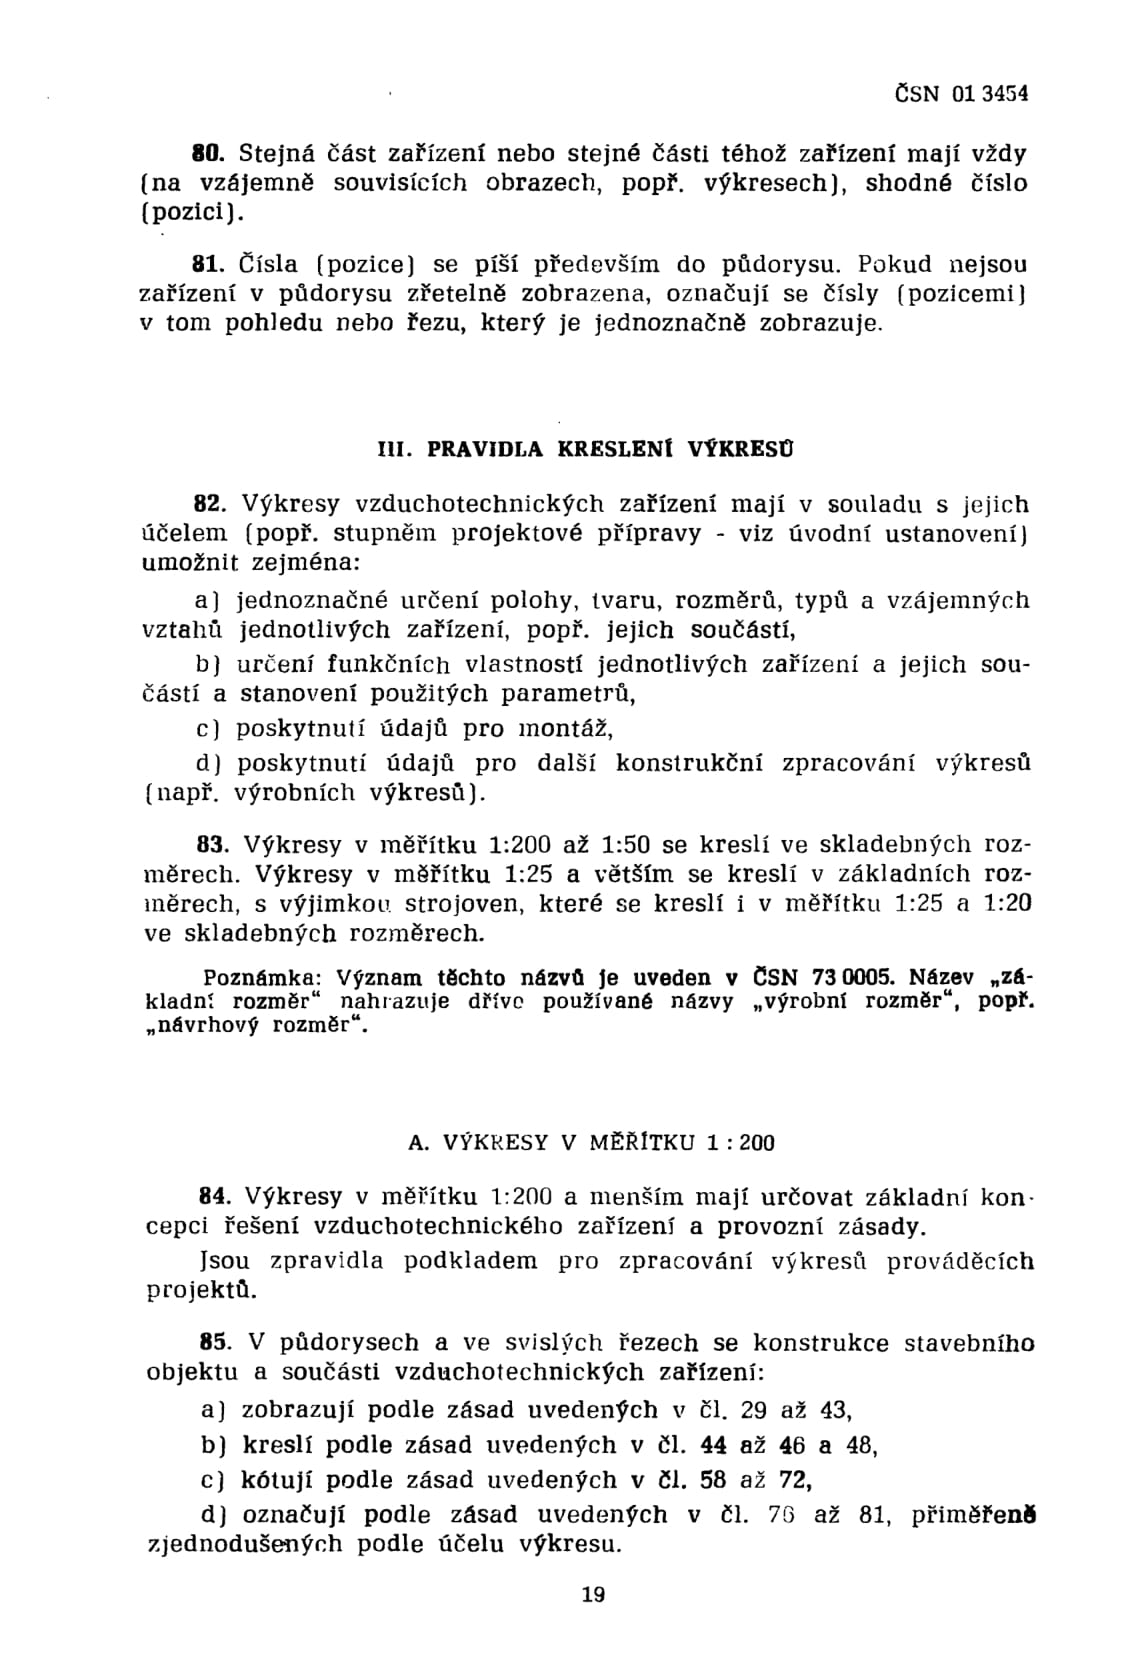 ČSN 01 3454
80. Stejná část zařízení nebo stejné části téhož zařízení mají vždy
(na vzájemně souvisících obrazech, popř. výkresech), shodné číslo
(pozici).
81. Čísla (pozice) se píší především do půdorysu. Pokud nejsou
zařízení v půdorysu zřetelně zobrazena, označují se čísly (pozicemi)
v tom pohledu nebo řezu, který je jednoznačně zobrazuje.
III. PRAVIDLA KRESLENÍ VÝKRESŮ
82. Výkresy vzduchotechnických zařízení mají v souladu s jejich
účelem (popř. stupněm projektové přípravy - viz úvodní ustanovení)
umožnit zejména:
a) jednoznačné určení polohy, tvaru, rozměrů, typů a vzájemných
vztahů jednotlivých zařízení, popř. jejich součástí,
b) určení funkčních vlastností jednotlivých zařízení a jejich sou-
částí a stanovení použitých parametrů,
c) poskytnutí údajů pro montáž,
d) poskytnutí údajů pro další konstrukční zpracování výkresů
(např. výrobních výkresů).
83. Výkresy v měřítku 1:200 až 1:50 se kreslí ve skladebných roz-
měrech. Výkresy v měřítku 1:25 a větším se kreslí v základních roz-
měrech, s výjimkou strojoven, které se kreslí i v měřítku 1:25 a 1:20
ve skladebných rozměrech.
Poznámka: Význam těchto názvů je uveden v ČSN 73 0005. Název „zá-
kladní rozměr“ nahrazuje dříve používané názvy „výrobní rozměr“, popř.
„návrhový rozměr“.
A. VÝKRESY V MĚŘÍTKU 1 : 200
84. Výkresy v měřítku 1:200 a menším mají určovat základní kon-
cepci řešení vzduchotechnického zařízení a provozní zásady.
Jsou zpravidla podkladem pro zpracování výkresů prováděcích
projektů.
85. V půdorysech a ve svislých řezech se konstrukce stavebního
objektu a součásti vzduchotechnických zařízení:
a) zobrazují podle zásad uvedených v čl. 29 až 43,
b) kreslí podle zásad uvedených v čl. 44 až 46 a 48,
c) kótují podle zásad uvedených v čl. 58 až 72,
d) označují podle zásad uvedených v čl. 76 až 81, přiměřeně
zjednodušených podle účelu výkresu.
19